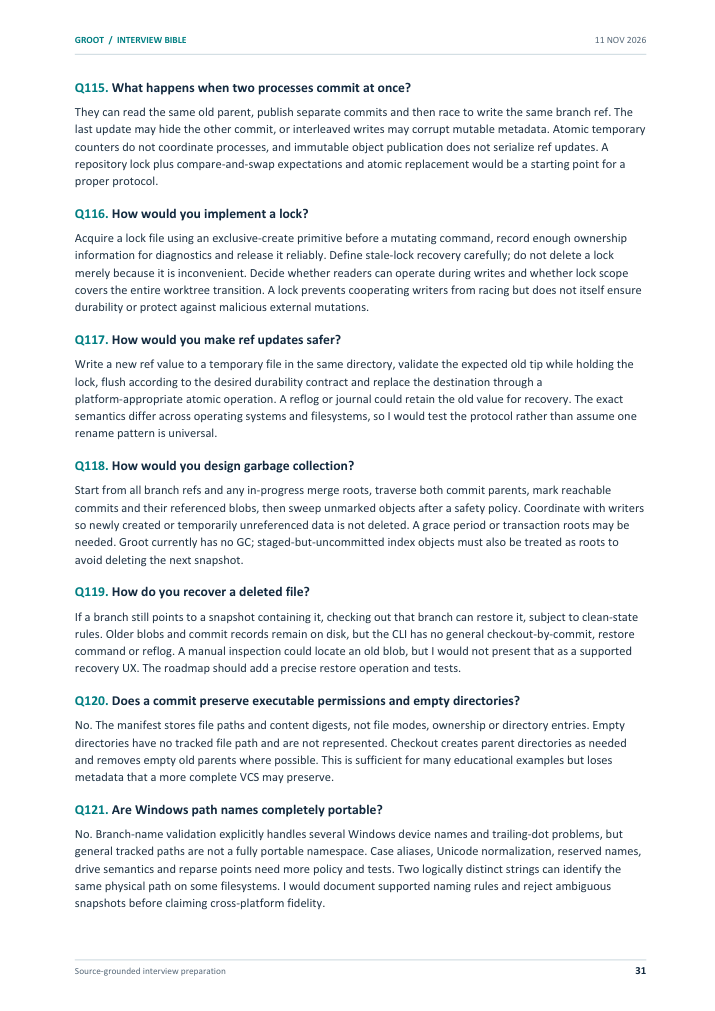 GROOT / INTERVIEW BIBLE
11 NOV 2026
Q115. What happens when two processes commit at once?
They can read the same old parent, publish separate commits and then race to write the same branch ref. The
last update may hide the other commit, or interleaved writes may corrupt mutable metadata. Atomic temporary
counters do not coordinate processes, and immutable object publication does not serialize ref updates. A
repository lock plus compare-and-swap expectations and atomic replacement would be a starting point for a
proper protocol.
Q116. How would you implement a lock?
Acquire a lock file using an exclusive-create primitive before a mutating command, record enough ownership
information for diagnostics and release it reliably. Define stale-lock recovery carefully; do not delete a lock
merely because it is inconvenient. Decide whether readers can operate during writes and whether lock scope
covers the entire worktree transition. A lock prevents cooperating writers from racing but does not itself ensure
durability or protect against malicious external mutations.
Q117. How would you make ref updates safer?
Write a new ref value to a temporary file in the same directory, validate the expected old tip while holding the
lock, flush according to the desired durability contract and replace the destination through a
platform-appropriate atomic operation. A reflog or journal could retain the old value for recovery. The exact
semantics differ across operating systems and filesystems, so I would test the protocol rather than assume one
rename pattern is universal.
Q118. How would you design garbage collection?
Start from all branch refs and any in-progress merge roots, traverse both commit parents, mark reachable
commits and their referenced blobs, then sweep unmarked objects after a safety policy. Coordinate with writers
so newly created or temporarily unreferenced data is not deleted. A grace period or transaction roots may be
needed. Groot currently has no GC; staged-but-uncommitted index objects must also be treated as roots to
avoid deleting the next snapshot.
Q119. How do you recover a deleted file?
If a branch still points to a snapshot containing it, checking out that branch can restore it, subject to clean-state
rules. Older blobs and commit records remain on disk, but the CLI has no general checkout-by-commit, restore
command or reflog. A manual inspection could locate an old blob, but I would not present that as a supported
recovery UX. The roadmap should add a precise restore operation and tests.
Q120. Does a commit preserve executable permissions and empty directories?
No. The manifest stores file paths and content digests, not file modes, ownership or directory entries. Empty
directories have no tracked file path and are not represented. Checkout creates parent directories as needed
and removes empty old parents where possible. This is sufficient for many educational examples but loses
metadata that a more complete VCS may preserve.
Q121. Are Windows path names completely portable?
No. Branch-name validation explicitly handles several Windows device names and trailing-dot problems, but
general tracked paths are not a fully portable namespace. Case aliases, Unicode normalization, reserved names,
drive semantics and reparse points need more policy and tests. Two logically distinct strings can identify the
same physical path on some filesystems. I would document supported naming rules and reject ambiguous
snapshots before claiming cross-platform fidelity.
Source-grounded interview preparation
31